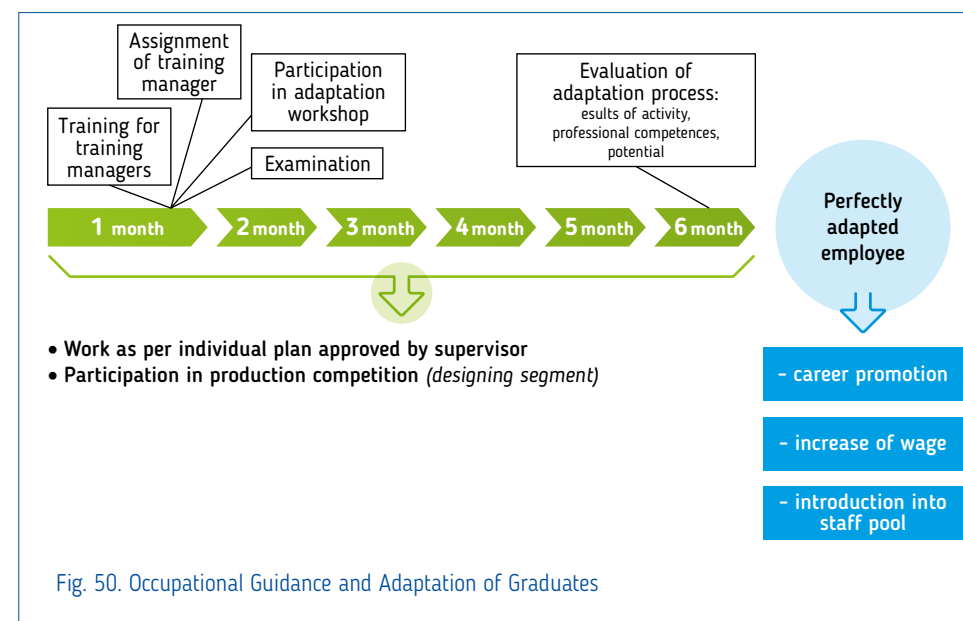 Assignment
of training
manager
Participation
in adaptation
workshop
Training for
training
managers
Examination
Evaluation of
adaptation process:
esults of activity,
professional competences,
potential
1 month
2 month
3 month
4 month
5 month
6 month
Perfectly
adapted
employee
• Work as per individual plan approved by supervisor
• Participation in production competition (designing segment)
- career promotion
- increase of wage
- introduction into
staff pool
Fig. 50. Occupational Guidance and Adaptation of Graduates